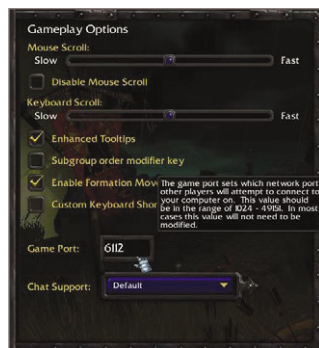 Gameplay Options
Mouse Scroll:
Slow Fast
Disable Mouse Scroll
Keyboard Scroll:
Slow Fast
Enhanced Tooltips
Subgroup order modifier key
Enable Formation Mov
Custom Keyboard Shor
The game port sets which network port
other players will attempt to connect to
your computer on. This value should
be in the range of 1024 - 49151. In most
cases this value will not need to be
modified.
Game Port: 6112
Chat Support: Default